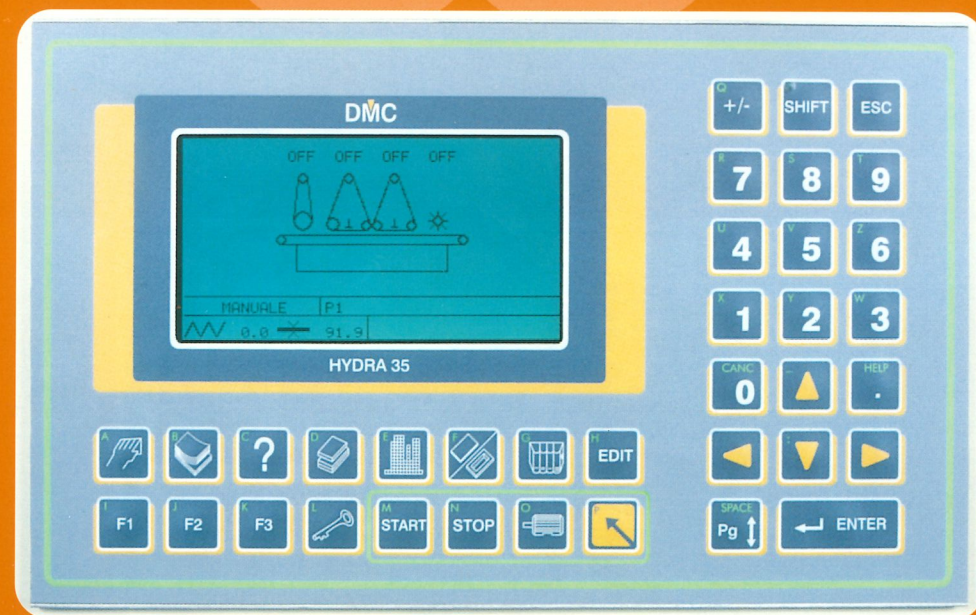 DMC
OFF OFF OFF OFF
MANUALE P1
0.0 91.9
HYDRA 35
Q +/- A SHIFT ESC
R 7 S 8 T 9
U 4 V 5 Z 6
X 1 Y 2 W 3
CANC 0 - HELP .
A B C ? D E F G H EDIT :
I F1 J F2 K F3 L M START N STOP O P SPACE Pg ENTER